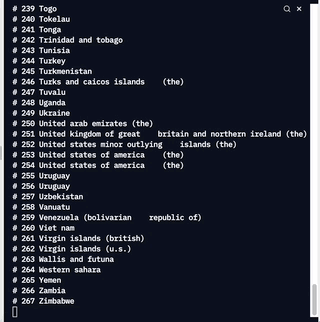 # 239 Togo
# 240 Tokelau
# 241 Tonga
# 242 Trinidad and tobago
# 243 Tunisia
# 244 Turkey
# 245 Turkmenistan
# 246 Turks and caicos islands    (the)
# 247 Tuvalu
# 248 Uganda
# 249 Ukraine
# 250 United arab emirates (the)
# 251 United kingdom of great    britain and northern ireland (the)
# 252 United states minor outlying    islands (the)
# 253 United states of america    (the)
# 254 United states of america    (the)
# 255 Uruguay
# 256 Uruguay
# 257 Uzbekistan
# 258 Vanuatu
# 259 Venezuela (bolivarian    republic of)
# 260 Viet nam
# 261 Virgin islands (british)
# 262 Virgin islands (u.s.)
# 263 Wallis and futuna
# 264 Western sahara
# 265 Yemen
# 266 Zambia
# 267 Zimbabwe